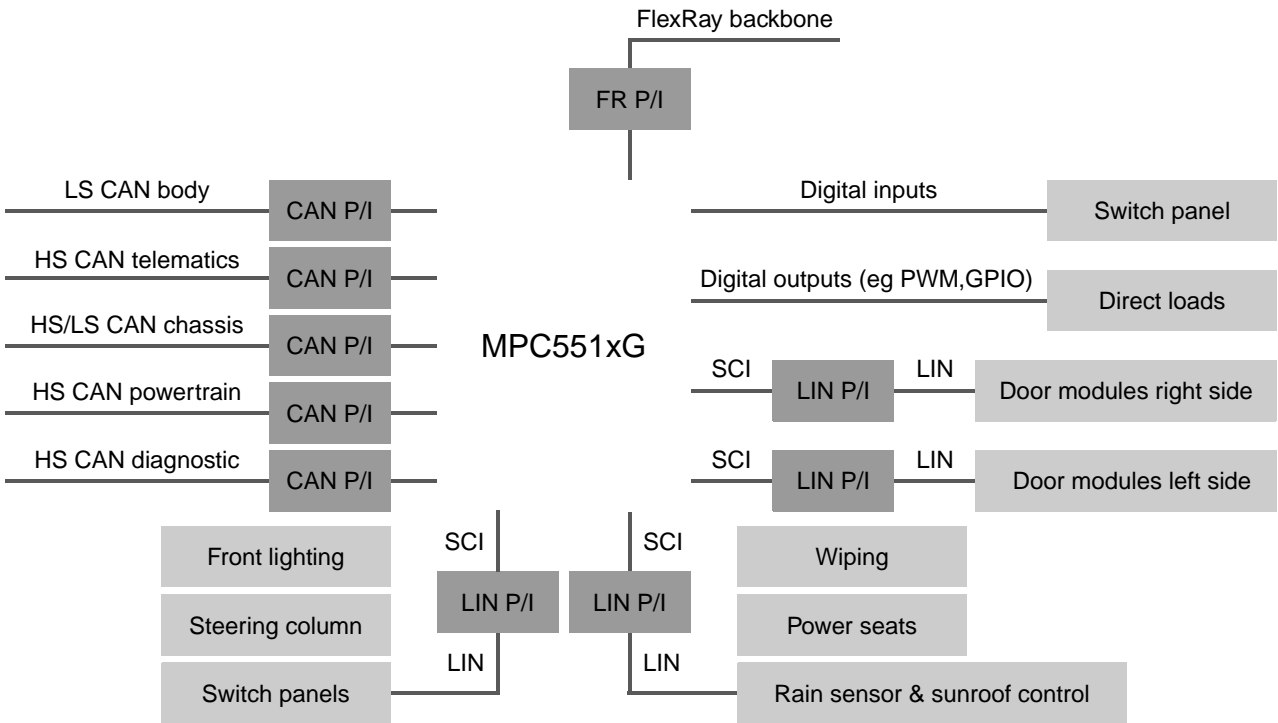 FlexRay backbone
FR P/I
LS CAN body
CAN P/I
Digital inputs
Switch panel
HS CAN telematics
CAN P/I
Digital outputs (eg PWM,GPIO)
Direct loads
HS/LS CAN chassis
CAN P/I
MPC551xG
SCI
LIN P/I
LIN
Door modules right side
HS CAN powertrain
CAN P/I
HS CAN diagnostic
CAN P/I
SCI
LIN P/I
LIN
Door modules left side
Front lighting
SCI
SCI
Wiping
Steering column
LIN P/I
LIN P/I
Power seats
Switch panels
LIN
LIN
Rain sensor & sunroof control